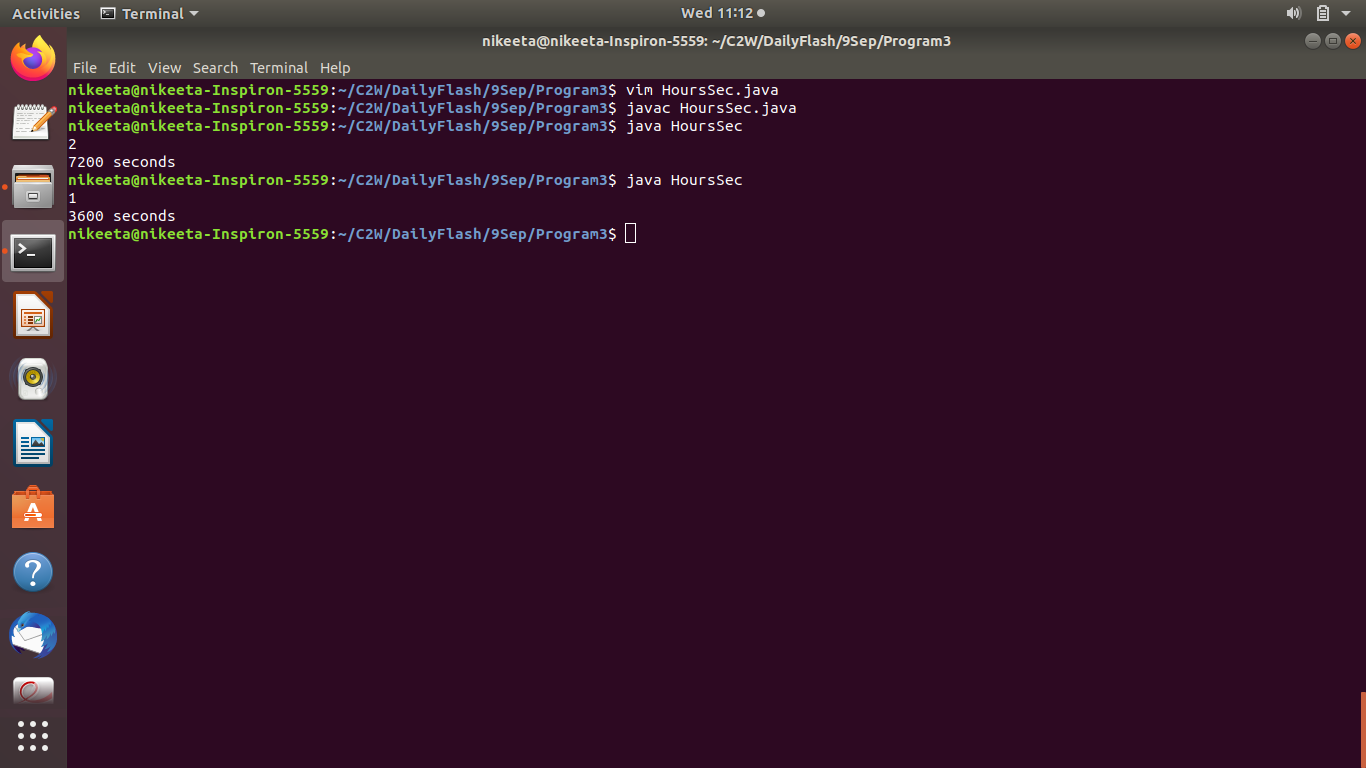 Activities Terminal Wed 11:12
nikeeta@nikeeta-Inspiron-5559: ~/C2W/DailyFlash/9Sep/Program3
File Edit View Search Terminal Help
nikeeta@nikeeta-Inspiron-5559:~/C2W/DailyFlash/9Sep/Program3$ vim HoursSec.java
nikeeta@nikeeta-Inspiron-5559:~/C2W/DailyFlash/9Sep/Program3$ javac HoursSec.java
nikeeta@nikeeta-Inspiron-5559:~/C2W/DailyFlash/9Sep/Program3$ java HoursSec
2
7200 seconds
nikeeta@nikeeta-Inspiron-5559:~/C2W/DailyFlash/9Sep/Program3$ java HoursSec
1
3600 seconds
nikeeta@nikeeta-Inspiron-5559:~/C2W/DailyFlash/9Sep/Program3$